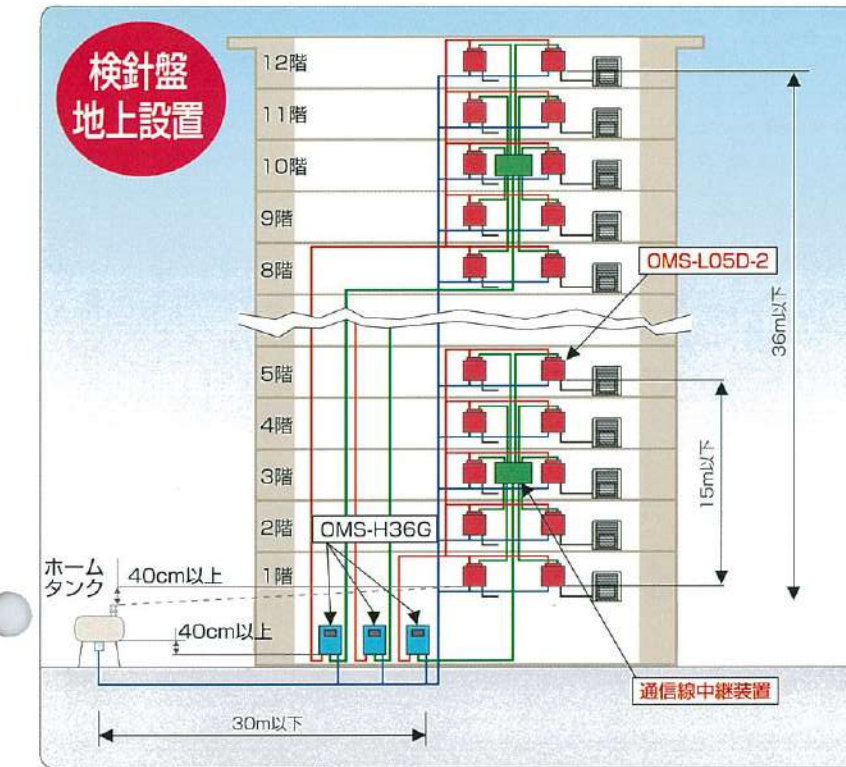 検針盤
地上設置
12階
11階
10階
9階
8階
OMS-L05D-2
36m以下
5階
4階
3階
15m以下
2階
OMS-H36G
1階
ホーム
タンク
40cm以上
40cm以上
通信線中継装置
30m以下